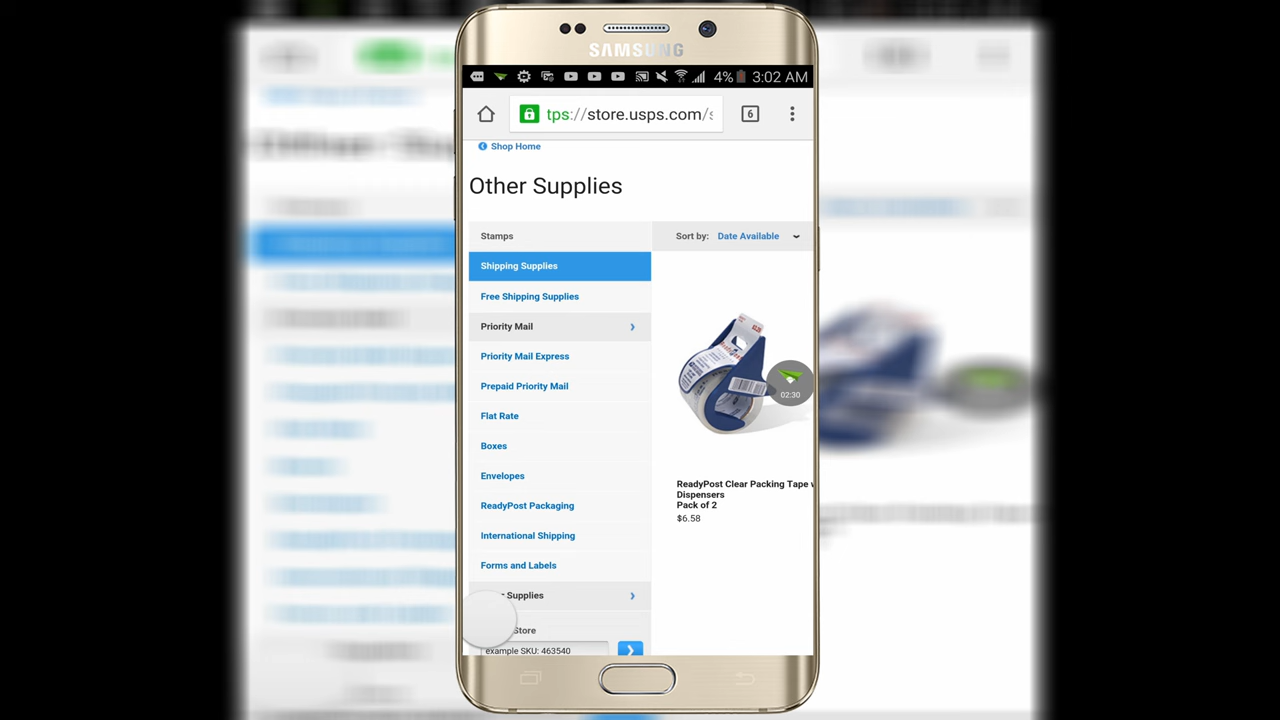 SAMSUNG
4% 3:02 AM
tps://store.usps.com/s
6
Shop Home
Other Supplies
Stamps
Sort by: Date Available
Shipping Supplies
Free Shipping Supplies
Priority Mail
Priority Mail Express
Prepaid Priority Mail
Flat Rate
Boxes
Envelopes
ReadyPost Packaging
International Shipping
Forms and Labels
Supplies
Store
example SKU: 463540
02:30
ReadyPost Clear Packing Tape w
Dispensers
Pack of 2
$6.58